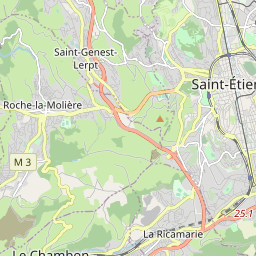 Saint-Genest-
Lerpt
Saint-Étien
Roche-la-Molière
M 3
25.1
La Ricamarie
Le Chambon